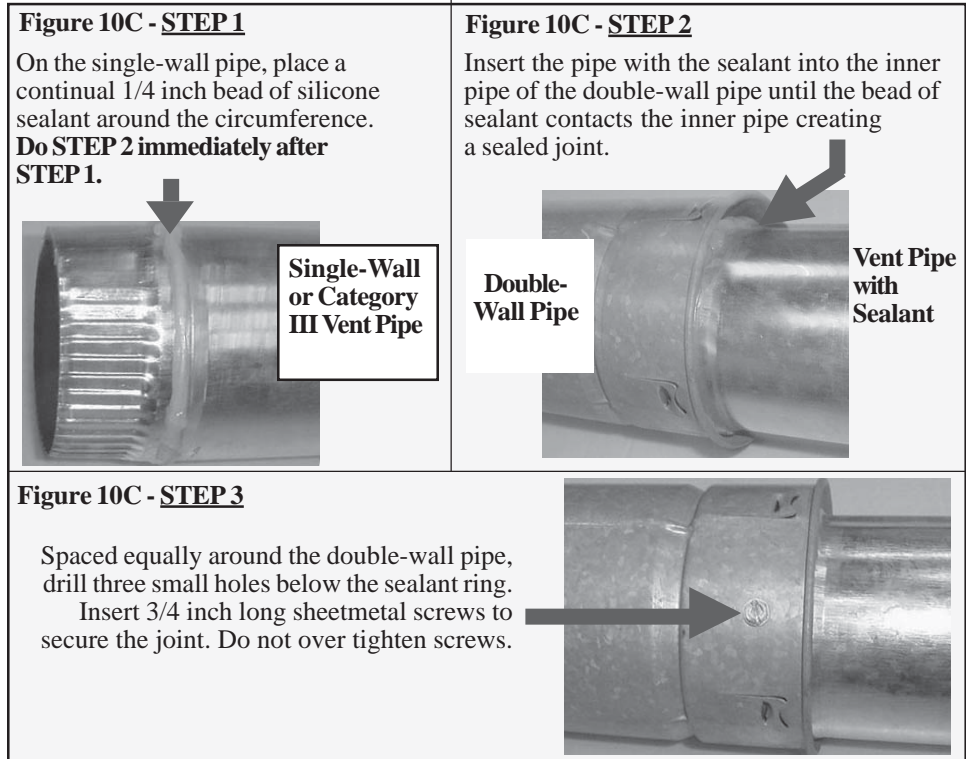 Figure 10C - STEP 1
On the single-wall pipe, place a
continual 1/4 inch bead of silicone
sealant around the circumference.
Do STEP 2 immediately after
STEP 1.
Single-Wall
or Category
III Vent Pipe
Figure 10C - STEP 2
Insert the pipe with the sealant into the inner
pipe of the double-wall pipe until the bead of
sealant contacts the inner pipe creating
a sealed joint.
Double-
Wall Pipe
Vent Pipe
with
Sealant
Figure 10C - STEP 3
Spaced equally around the double-wall pipe,
drill three small holes below the sealant ring.
Insert 3/4 inch long sheetmetal screws to
secure the joint. Do not over tighten screws.